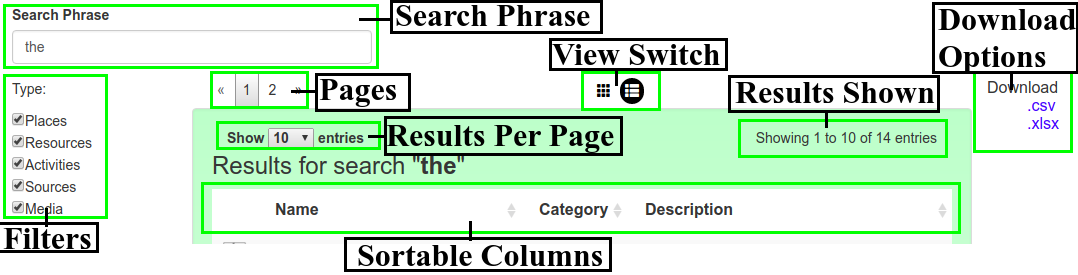 Search Phrase
Search Phrase
the
Download
Options
View Switch
Type:
Places
Resources
Activities
Sources
Media
Filters
« 1 2 »
Pages
Results Shown
Download
.csv
.xlsx
Show 10 entries
Results Per Page
Showing 1 to 10 of 14 entries
Results for search "the"
Name Category Description
Sortable Columns